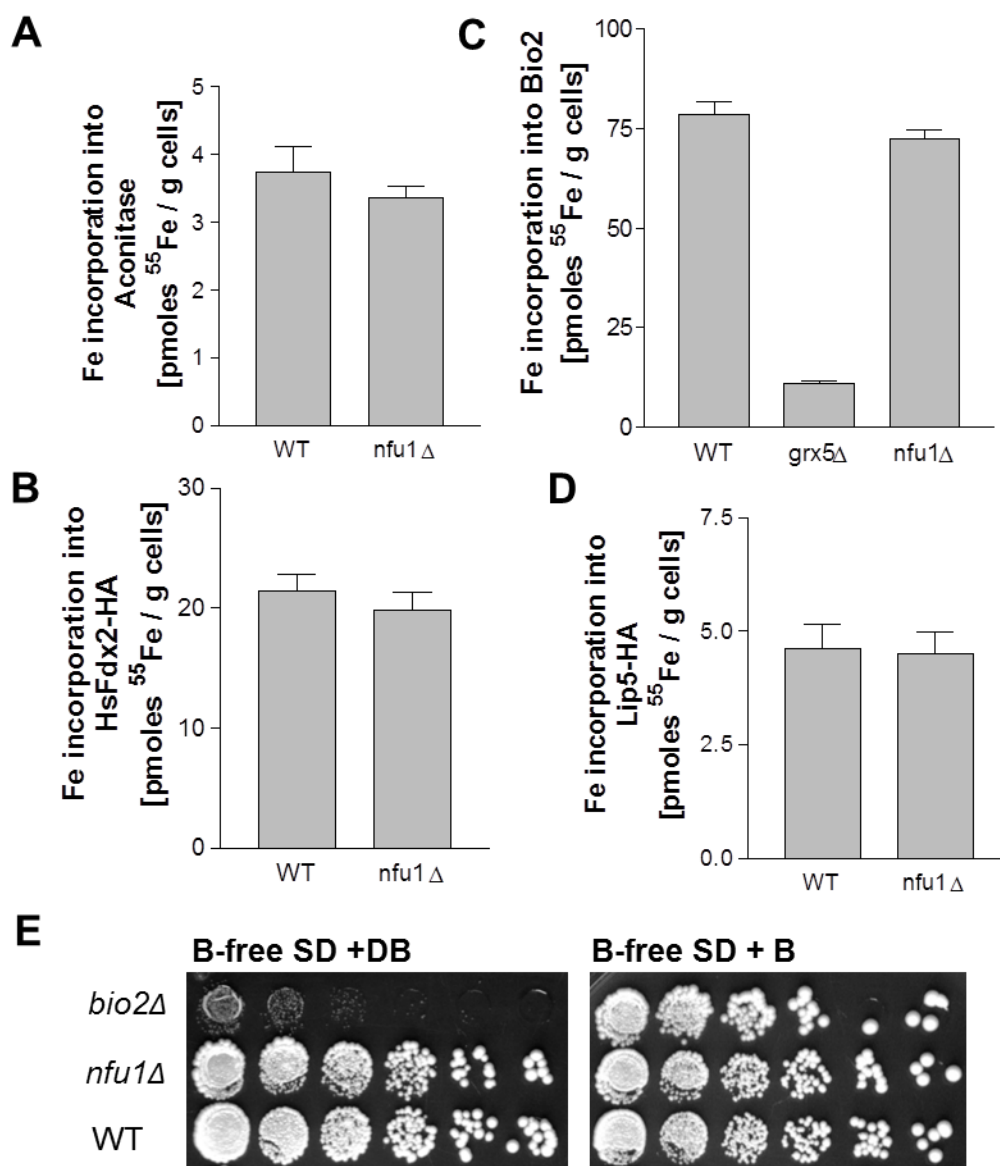 A
Fe incorporation into
Aconitase
[pmoles ⁵⁵Fe / g cells]
5
4
3
2
1
0
WT
nfu1Δ
B
Fe incorporation into
HsFdx2-HA
[pmoles ⁵⁵Fe / g cells]
30
20
10
0
WT
nfu1Δ
C
Fe incorporation into Bio2
[pmoles ⁵⁵Fe / g cells]
100
75
50
25
0
WT
grx5Δ
nfu1Δ
D
Fe incorporation into
Lip5-HA
[pmoles ⁵⁵Fe / g cells]
7.5
5.0
2.5
0.0
WT
nfu1Δ
E
B-free SD +DB
B-free SD + B
bio2Δ
nfu1Δ
WT